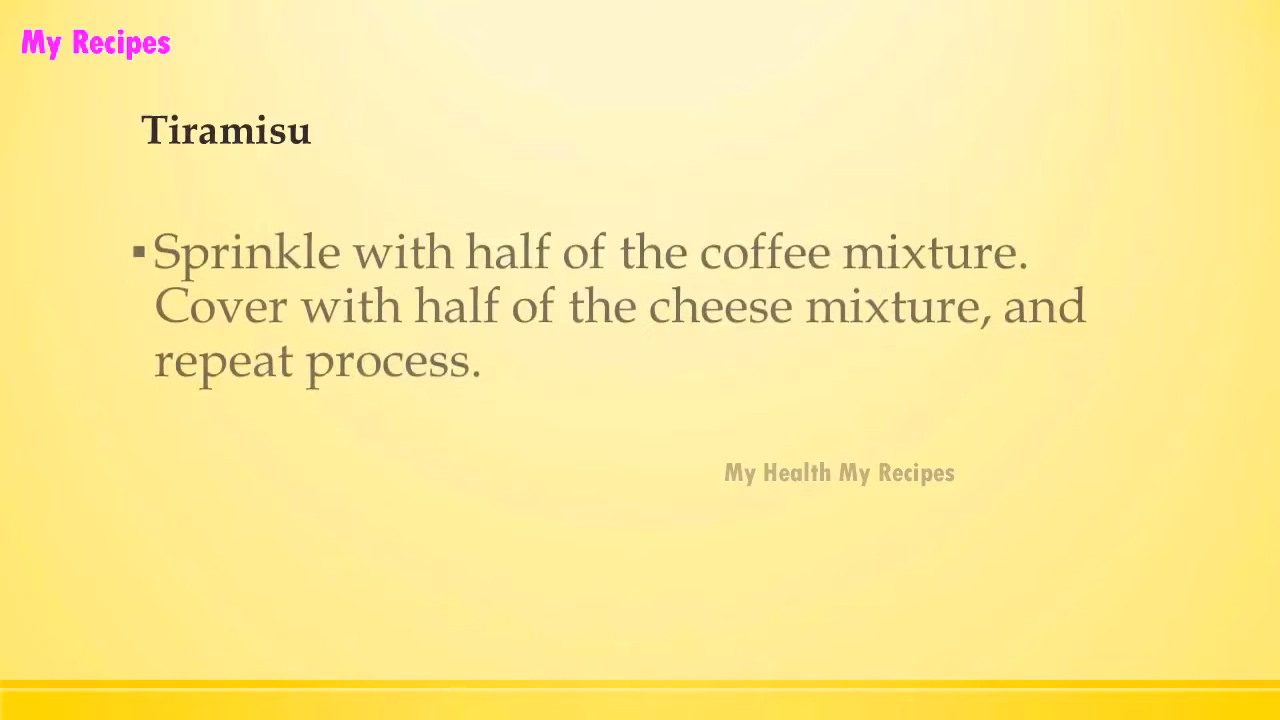 My Recipes
Tiramisu
▪Sprinkle with half of the coffee mixture.
Cover with half of the cheese mixture, and
repeat process.
My Health My Recipes